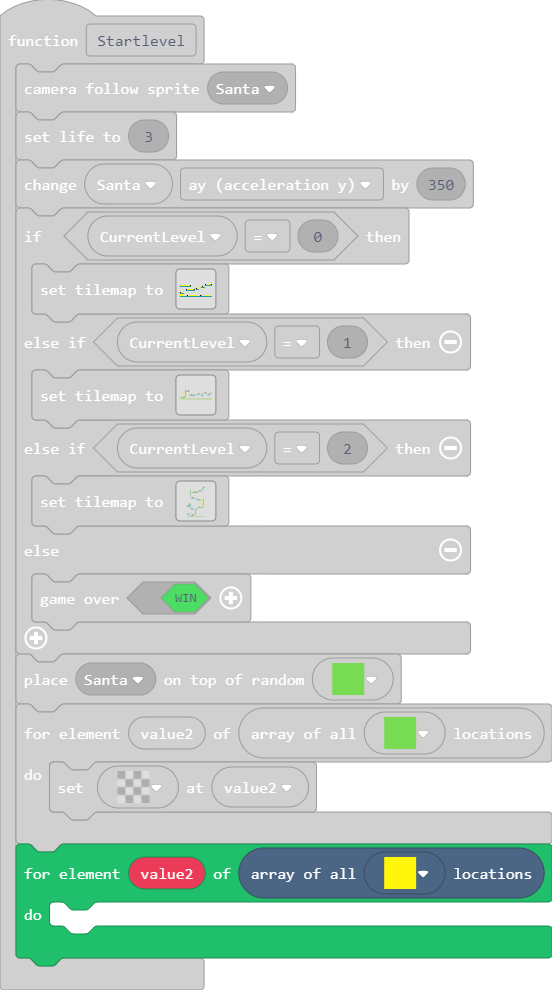 function Startlevel
camera follow sprite Santa
set life to 3
change Santa ay (acceleration y) by 350
if CurrentLevel = 0 then
set tilemap to
else if CurrentLevel = 1 then
set tilemap to
else if CurrentLevel = 2 then
set tilemap to
else
game over WIN
place Santa on top of random
for element value2 of array of all locations
do set at value2
for element value2 of array of all locations
do